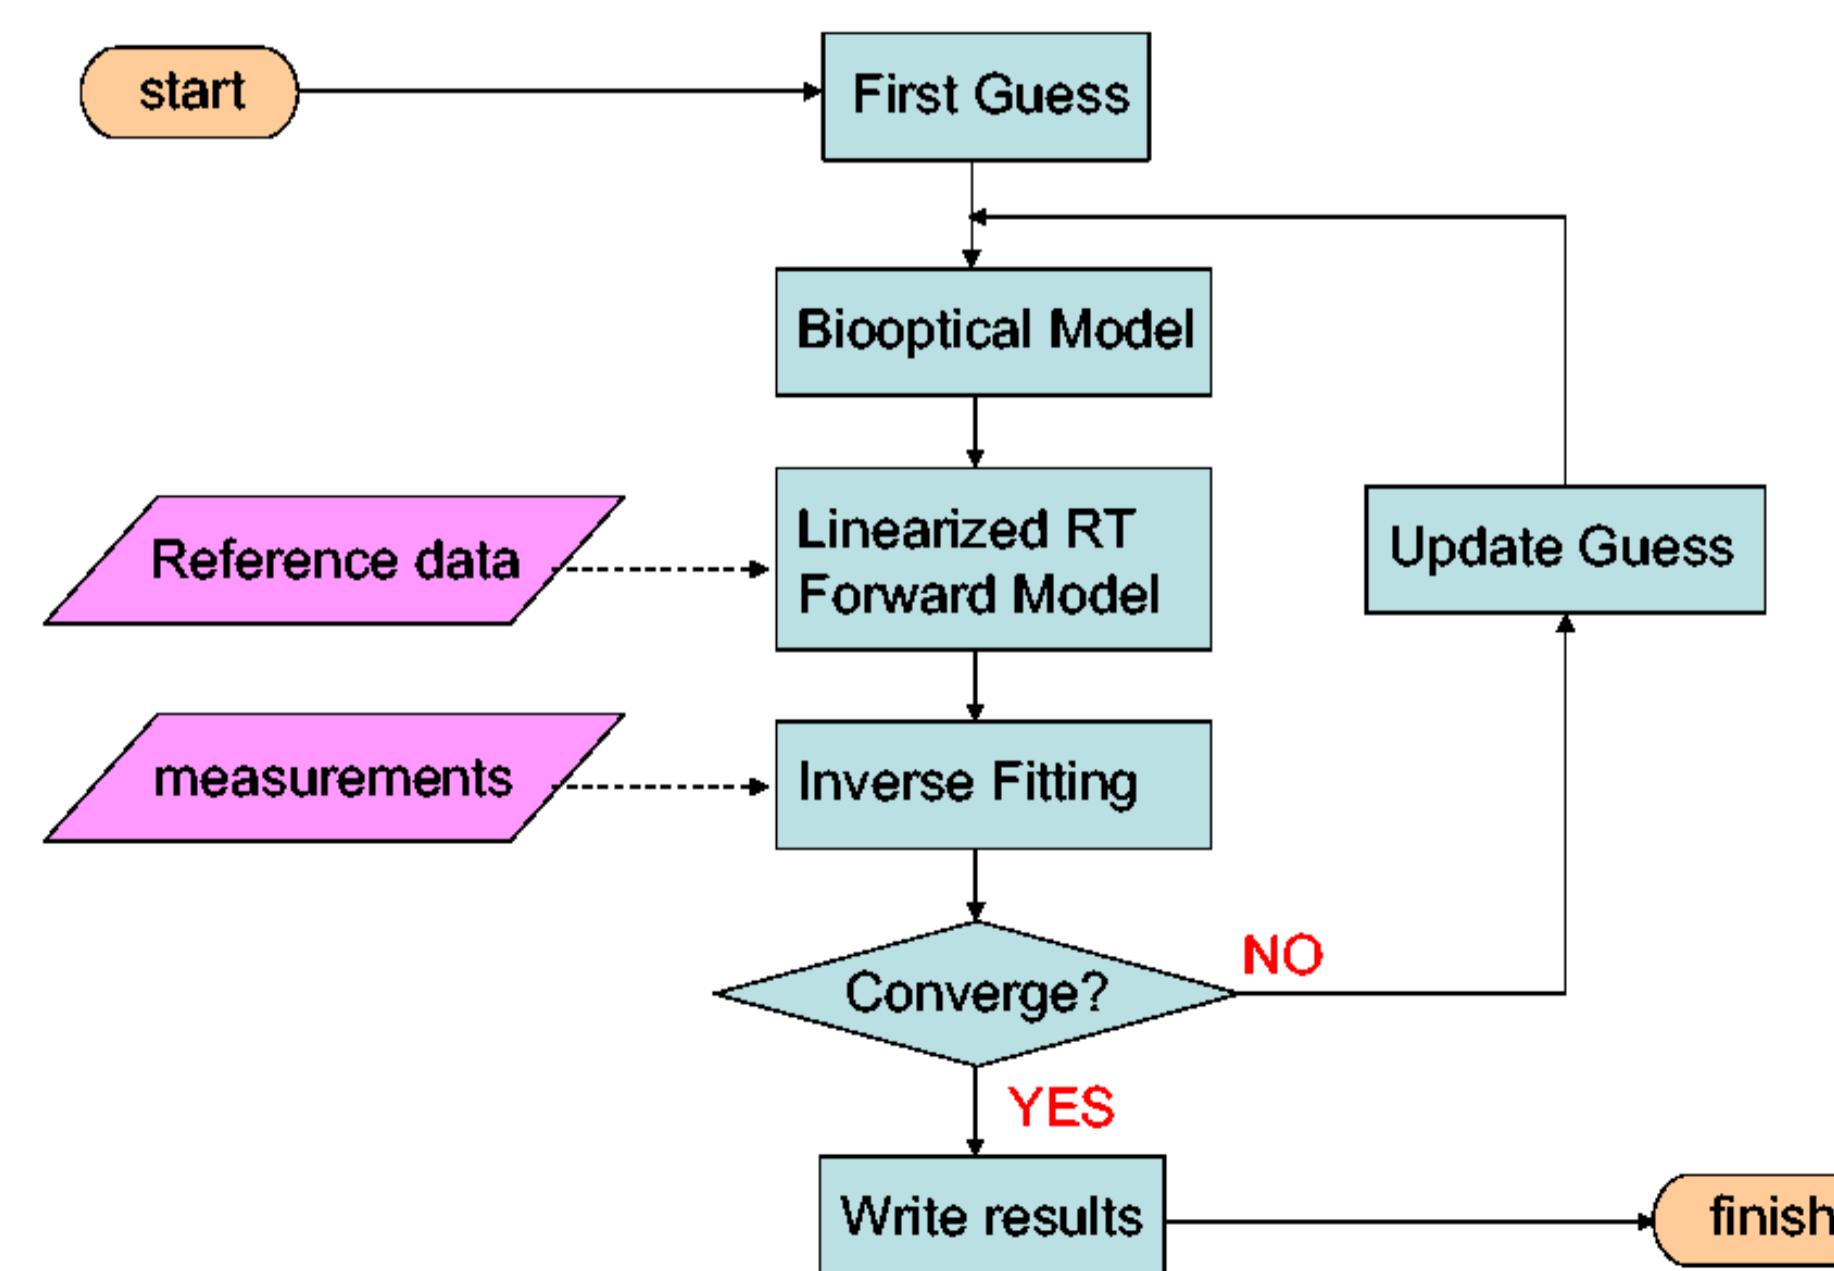 start
First Guess
Biooptical Model
Reference data
Linearized RT
Forward Model
Update Guess
measurements
Inverse Fitting
Converge?
NO
YES
Write results
finish